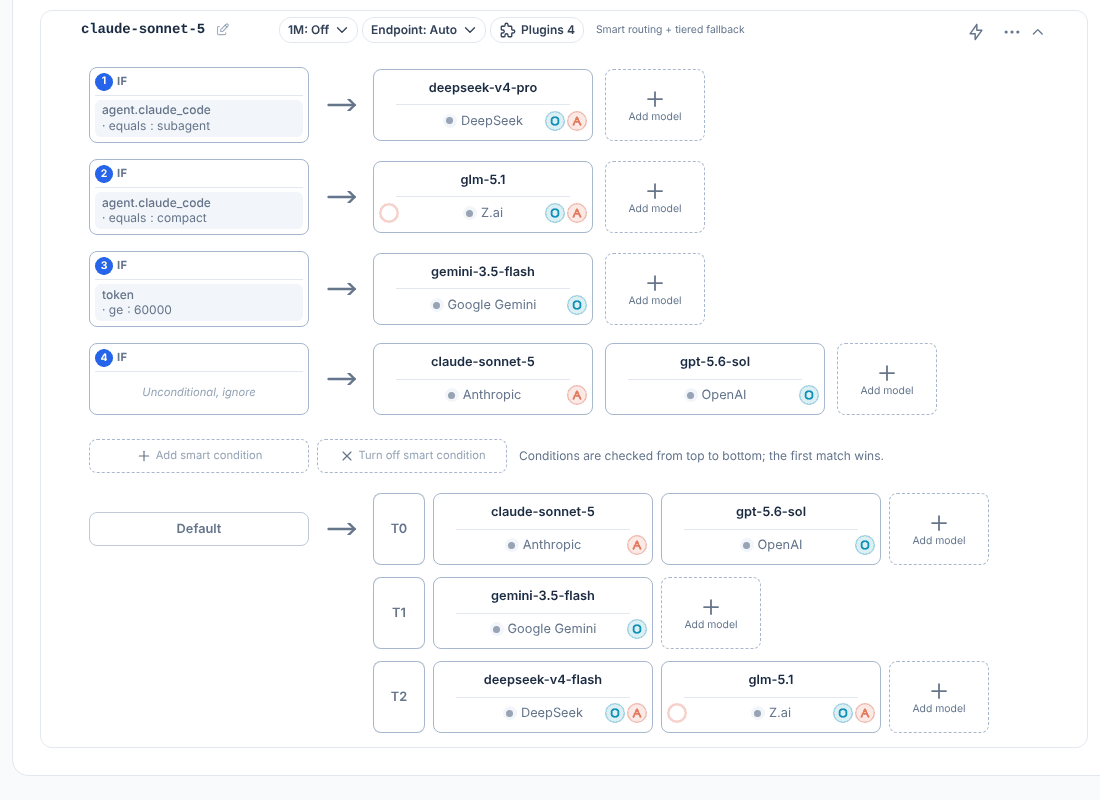 claude-sonnet-5
1M: Off
Endpoint: Auto
Plugins 4
Smart routing + tiered fallback
1 IF
agent.claude_code
· equals : subagent
deepseek-v4-pro
DeepSeek
O A
Add model
2 IF
agent.claude_code
· equals : compact
glm-5.1
Z.ai
O A
Add model
3 IF
token
· ge : 60000
gemini-3.5-flash
Google Gemini
O
Add model
4 IF
Unconditional, ignore
claude-sonnet-5
Anthropic
A
gpt-5.6-sol
OpenAI
O
Add model
Add smart condition
Turn off smart condition
Conditions are checked from top to bottom; the first match wins.
Default
T0
claude-sonnet-5
Anthropic
A
gpt-5.6-sol
OpenAI
O
Add model
T1
gemini-3.5-flash
Google Gemini
O
Add model
T2
deepseek-v4-flash
DeepSeek
O A
glm-5.1
Z.ai
O A
Add model